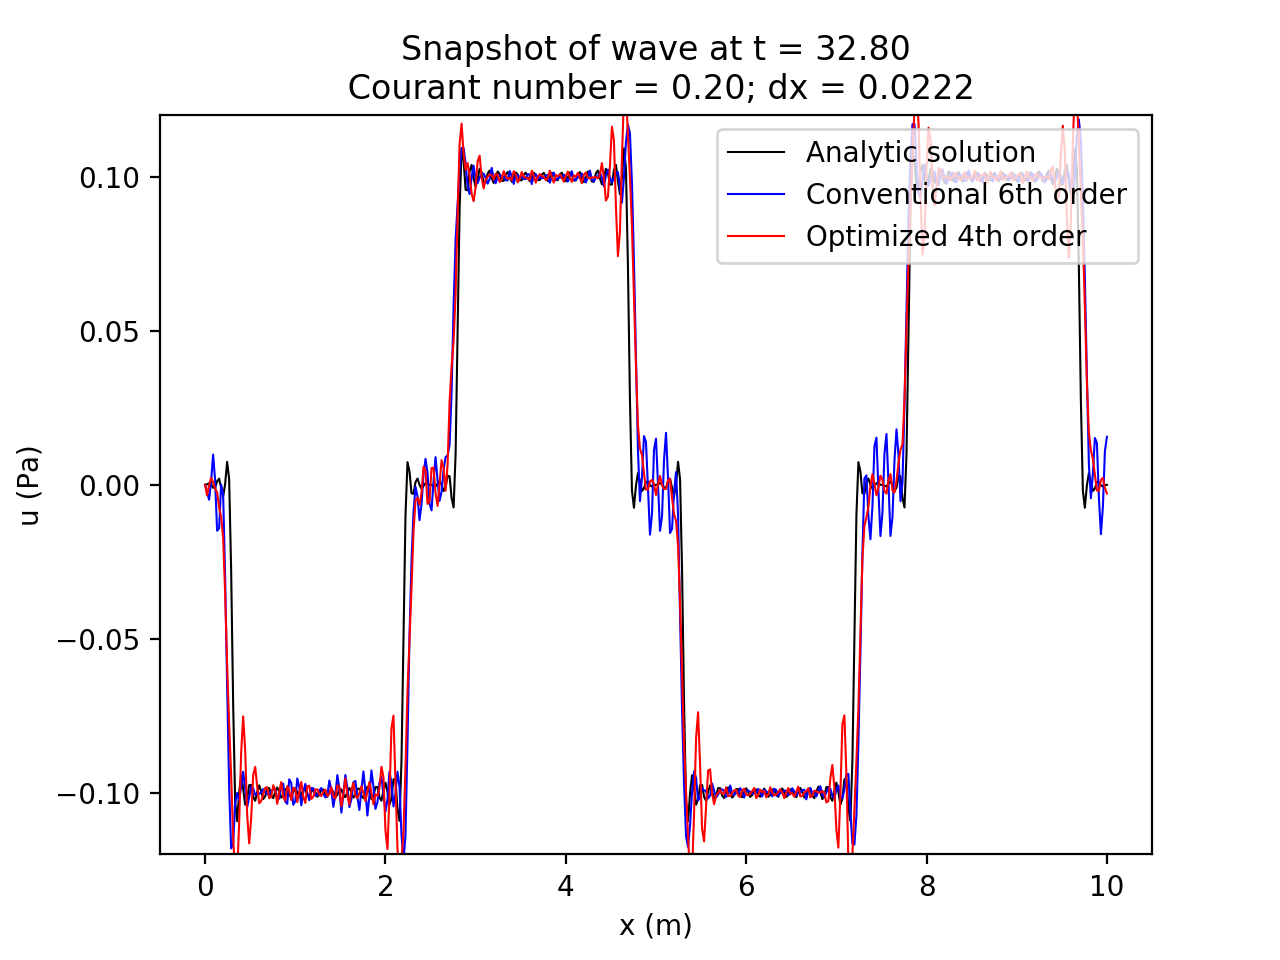 Snapshot of wave at t = 32.80
Courant number = 0.20; dx = 0.0222
Analytic solution
Conventional 6th order
Optimized 4th order
0.10
0.05
0.00
−0.05
−0.10
u (Pa)
0 2 4 6 8 10
x (m)